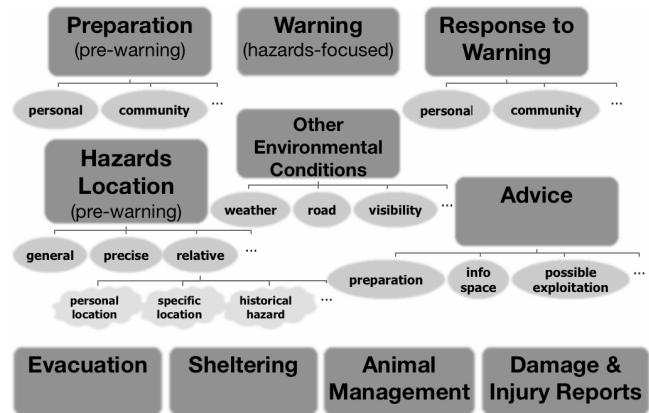 Preparation
(pre-warning)
Warning
(hazards-focused)
Response to
Warning
personal
community
...
personal
community
...
Other
Environmental
Conditions
Hazards
Location
(pre-warning)
weather
road
visibility
...
Advice
general
precise
relative
...
preparation
info
space
possible
exploitation
...
personal
location
specific
location
historical
hazard
...
Evacuation
Sheltering
Animal
Management
Damage &
Injury Reports